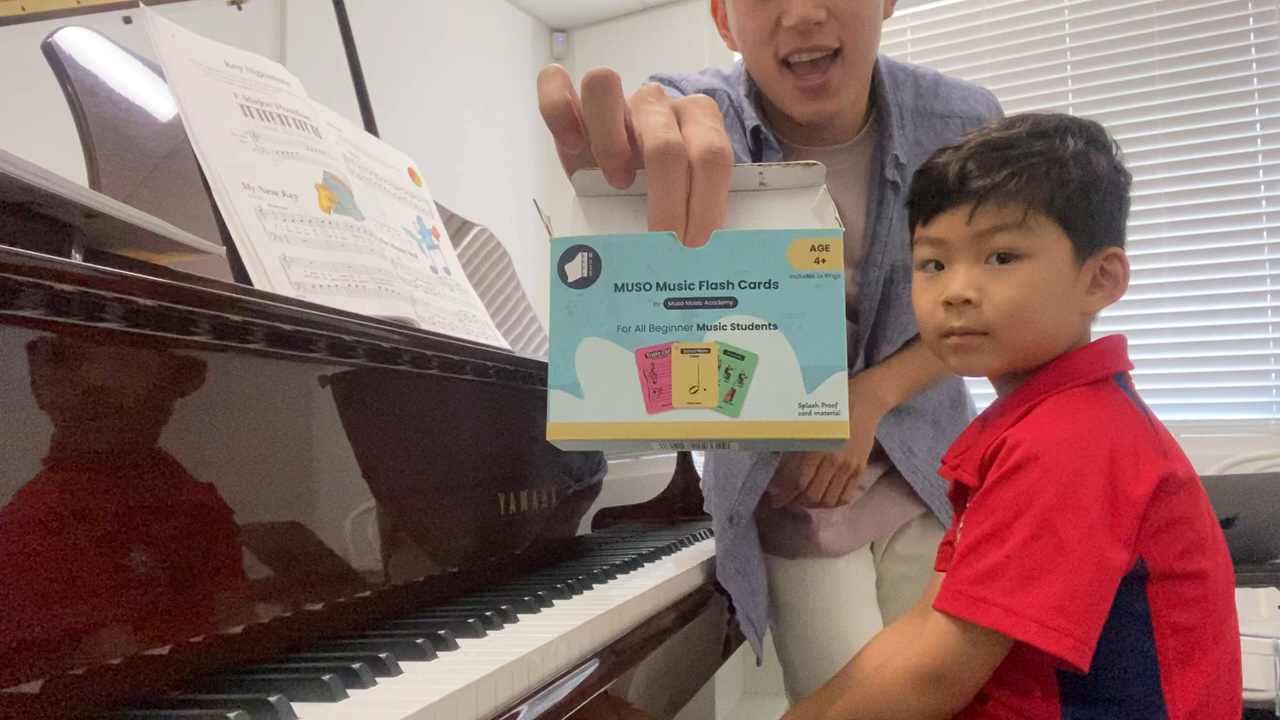 Key Signature
F Major Position
My New Key
YAMAHA
AGE
4+
Includes 2x Rings
MUSO Music Flash Cards
by Muso Music Academy
For All Beginner Music Students
Splash Proof
card material